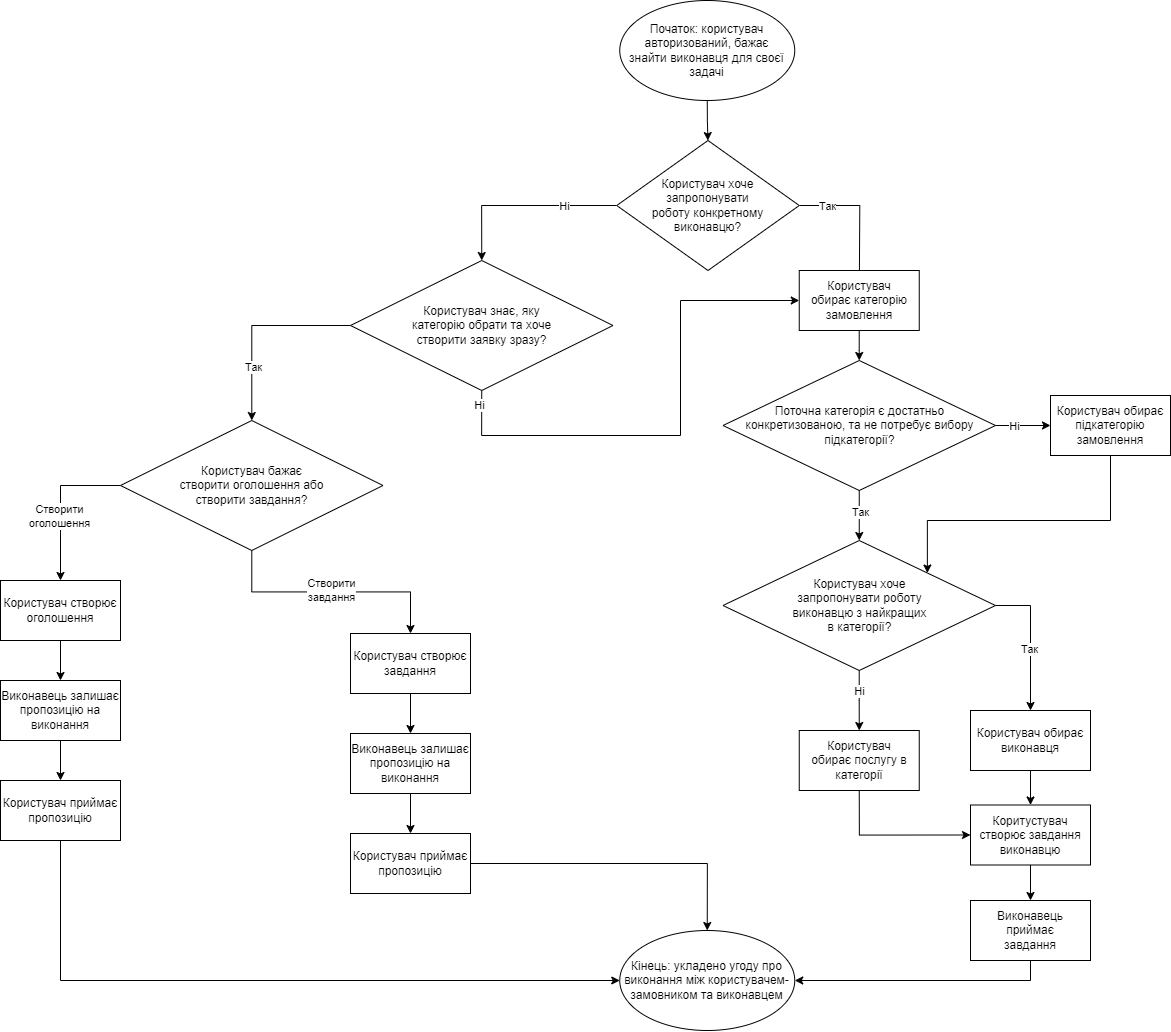 Початок: користувач
авторизований, бажає
знайти виконавця для своєї
задачі
Користувач хоче
запропонувати
роботу конкретному
виконавцю?
Ні
Так
Користувач знає, яку
категорію обрати та хоче
створити заявку зразу?
Користувач
обирає категорію
замовлення
Так
Ні
Поточна категорія є достатньо
конкретизованою, та не потребує вибору
підкатегорії?
Ні
Користувач обирає
підкатегорію
замовлення
Користувач бажає
створити оголошення або
створити завдання?
Створити
оголошення
Так
Створити
завдання
Користувач хоче
запропонувати роботу
виконавцю з найкращих
в категорії?
Користувач створює
оголошення
Користувач створює
завдання
Так
Ні
Виконавець залишає
пропозицію на
виконання
Виконавець залишає
пропозицію на
виконання
Користувач
обирає послугу в
категорії
Користувач обирає
виконавця
Користувач приймає
пропозицію
Користувач приймає
пропозицію
Коритустувач
створює завдання
виконавцю
Виконавець
приймає
завдання
Кінець: укладено угоду про
виконання між користувачем-
замовником та виконавцем